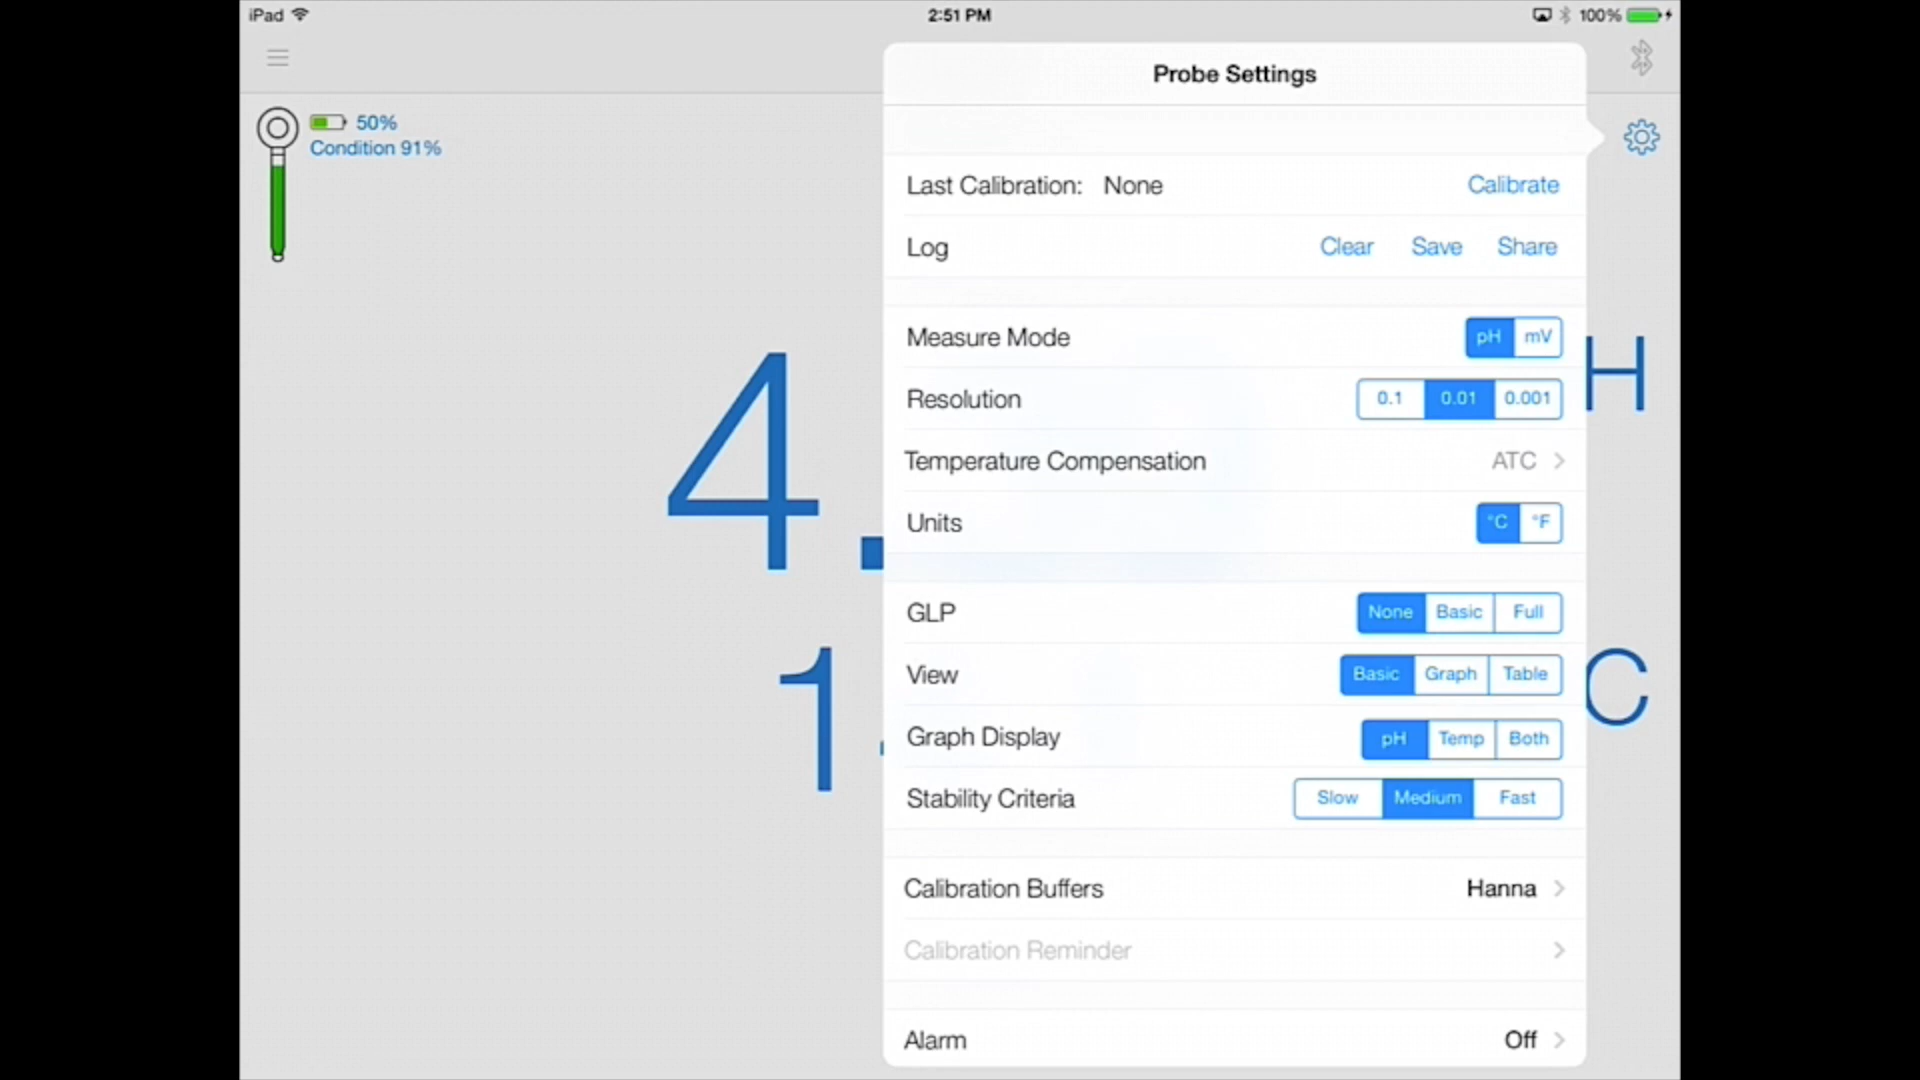 iPad 2:51 PM 100%
Probe Settings
50%
Condition 91%
Last Calibration: None Calibrate
Log Clear Save Share
Measure Mode pH mV
H
Resolution 0.1 0.01 0.001
4.
Temperature Compensation ATC
Units °C °F
GLP None Basic Full
View Basic Graph Table
C
1.
Graph Display pH Temp Both
Stability Criteria Slow Medium Fast
Calibration Buffers Hanna
Calibration Reminder
Alarm Off